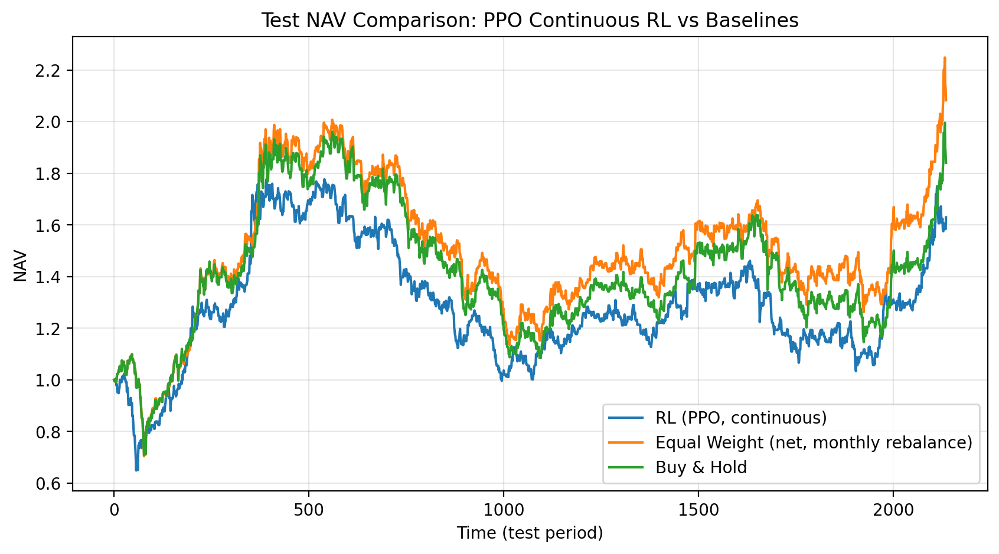 Test NAV Comparison: PPO Continuous RL vs Baselines
NAV
2.2
2.0
1.8
1.6
1.4
1.2
1.0
0.8
0.6
0
500
1000
1500
2000
Time (test period)
RL (PPO, continuous)
Equal Weight (net, monthly rebalance)
Buy & Hold